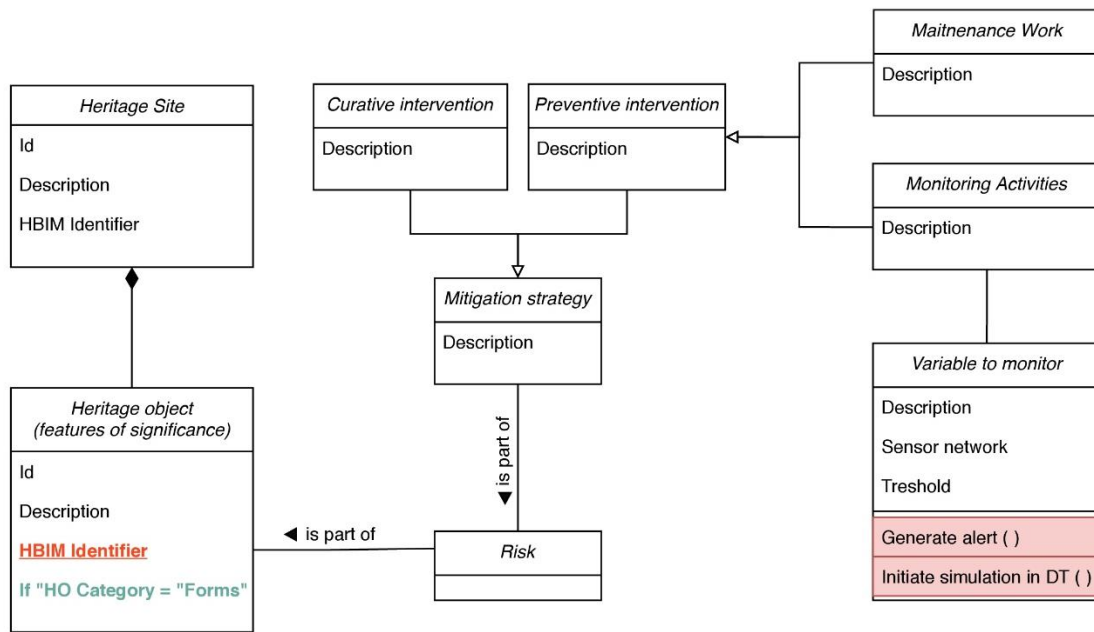 Heritage Site
Id
Description
HBIM Identifier
Curative intervention
Description
Preventive intervention
Description
Maitnenance Work
Description
Monitoring Activities
Description
Mitigation strategy
Description
Variable to monitor
Description
Sensor network
Treshold
Generate alert ( )
Initiate simulation in DT ( )
Heritage object
(features of significance)
Id
Description
HBIM Identifier
If "HO Category = "Forms"
◀ is part of
◀ is part of
Risk